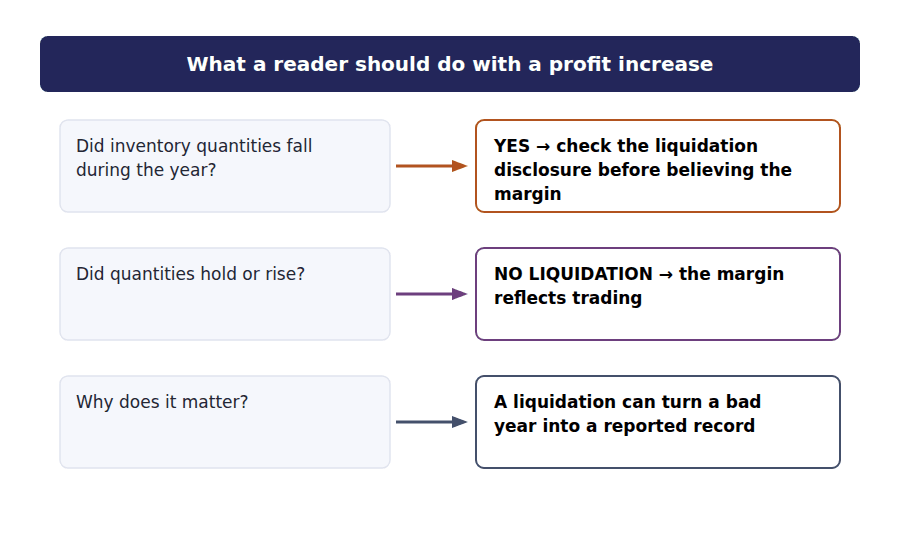 What a reader should do with a profit increase
Did inventory quantities fall
during the year?
YES → check the liquidation
disclosure before believing the
margin
Did quantities hold or rise?
NO LIQUIDATION → the margin
reflects trading
Why does it matter?
A liquidation can turn a bad
year into a reported record